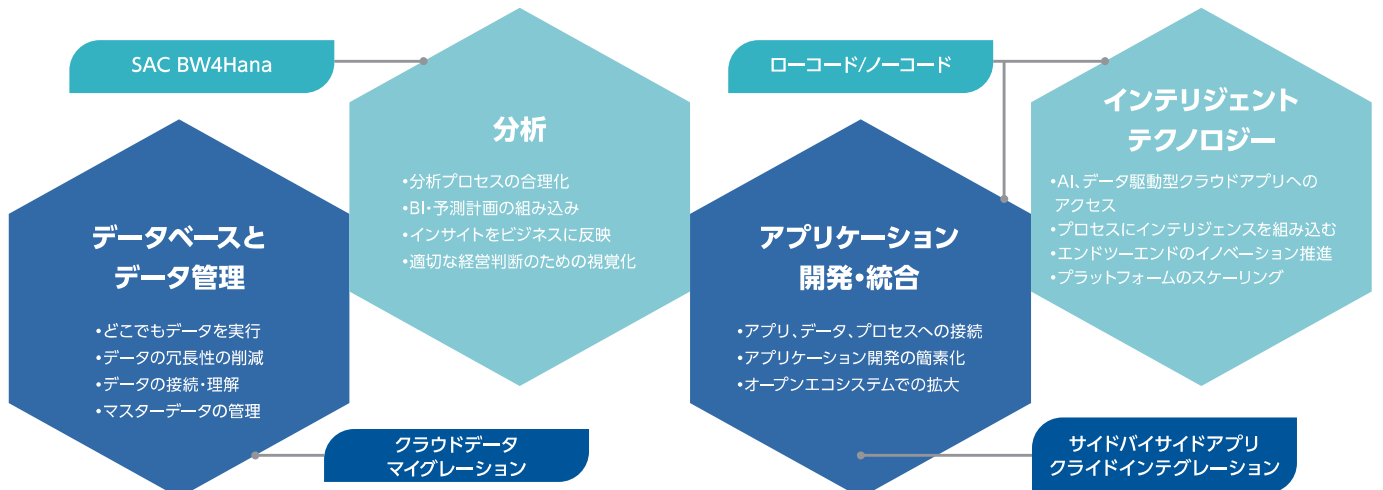 SAC BW4Hana
分析
・分析プロセスの合理化
・BI・予測計画の組み込み
・インサイトをビジネスに反映
・適切な経営判断のための視覚化
データベースと
データ管理
・どこでもデータを実行
・データの冗長性の削減
・データの接続・理解
・マスターデータの管理
クラウドデータ
マイグレーション
ローコード/ノーコード
インテリジェント
テクノロジー
・AI、データ駆動型クラウドアプリへの
アクセス
・プロセスにインテリジェンスを組み込む
・エンドツーエンドのイノベーション推進
・プラットフォームのスケーリング
アプリケーション
開発・統合
・アプリ、データ、プロセスへの接続
・アプリケーション開発の簡素化
・オープンエコシステムでの拡大
サイドバイサイドアプリ
クライドインテグレーション